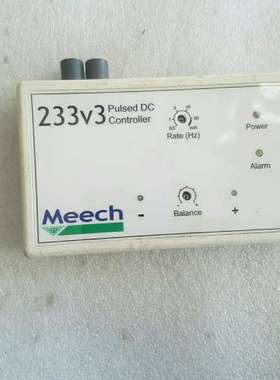 233v3 Pulsed DC
Controller
Rate (Hz)
Power
Alarm
Meech
- Balance +